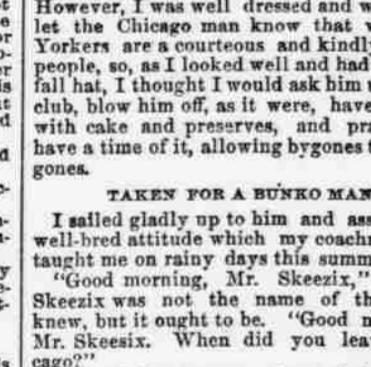 However, I was well dressed and w
let the Chicago man know that
Yorkers are a courteous and kindl
people, so, as I looked well and had
fall hat, I thought I would ask him
club, blow him off, as it were, have
with cake and preserves, and pra
have a time of it, allowing bygones t
gones.
TAKEN FOR A BUNKO MAN
I sailed gladly up to him and ass
well-bred attitude which my coach
taught me on rainy days this summ
"Good morning, Mr. Skeezix,"
Skeezix was not the name of th
knew, but it ought to be. "Good m
Mr. Skeesix. When did you lea
cago?"